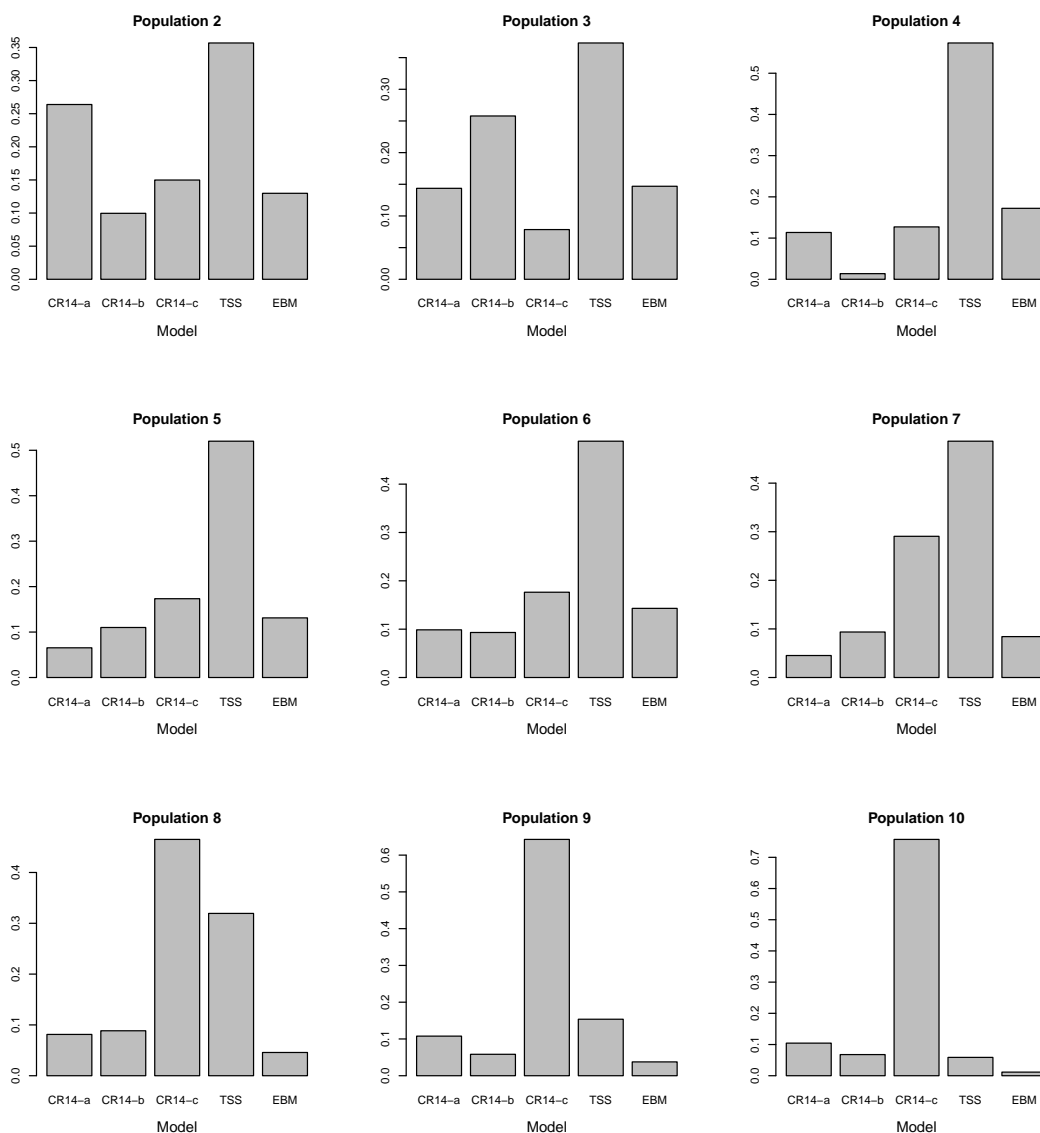 Population 2
0.00 0.05 0.10 0.15 0.20 0.25 0.30 0.35
CR14−a CR14−b CR14−c TSS EBM
Model
Population 3
0.00 0.10 0.20 0.30
CR14−a CR14−b CR14−c TSS EBM
Model
Population 4
0.0 0.1 0.2 0.3 0.4 0.5
CR14−a CR14−b CR14−c TSS EBM
Model
Population 5
0.0 0.1 0.2 0.3 0.4 0.5
CR14−a CR14−b CR14−c TSS EBM
Model
Population 6
0.0 0.1 0.2 0.3 0.4
CR14−a CR14−b CR14−c TSS EBM
Model
Population 7
0.0 0.1 0.2 0.3 0.4
CR14−a CR14−b CR14−c TSS EBM
Model
Population 8
0.0 0.1 0.2 0.3 0.4
CR14−a CR14−b CR14−c TSS EBM
Model
Population 9
0.0 0.1 0.2 0.3 0.4 0.5 0.6
CR14−a CR14−b CR14−c TSS EBM
Model
Population 10
0.0 0.1 0.2 0.3 0.4 0.5 0.6 0.7
CR14−a CR14−b CR14−c TSS EBM
Model